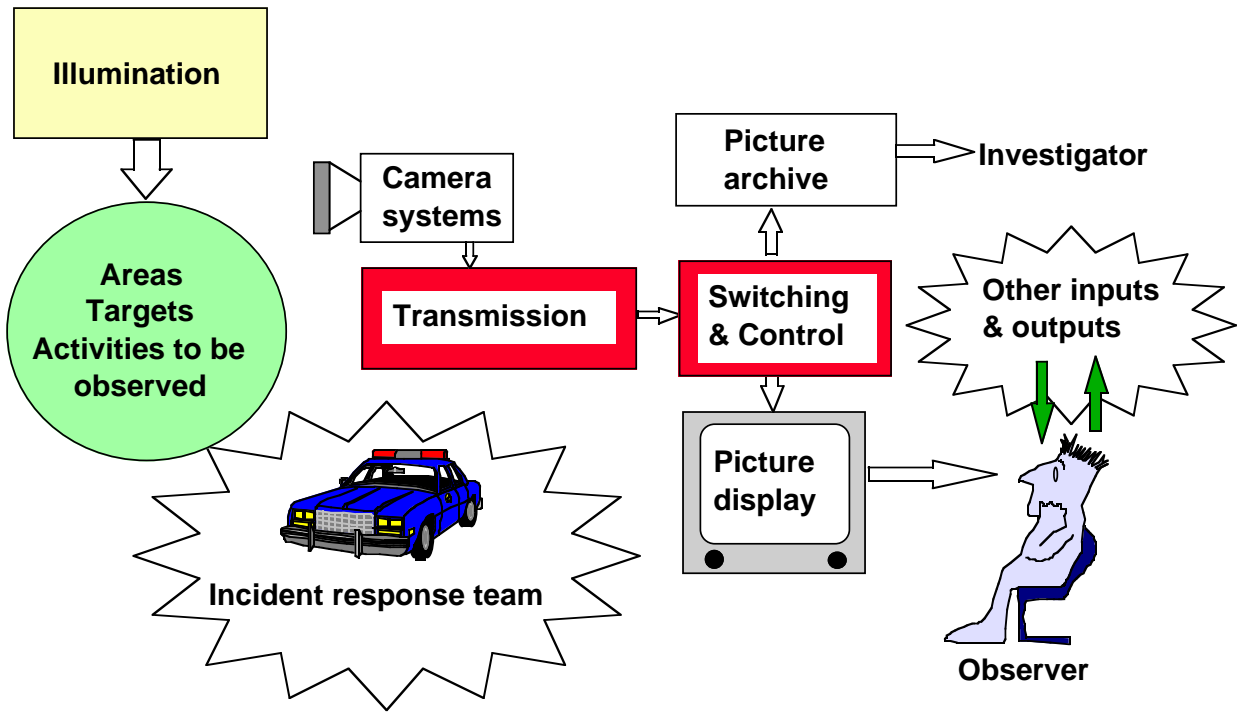 Illumination
Areas
Targets
Activities to be
observed
Camera
systems
Transmission
Switching
& Control
Picture
archive
Investigator
Other inputs
& outputs
Picture
display
Observer
Incident response team